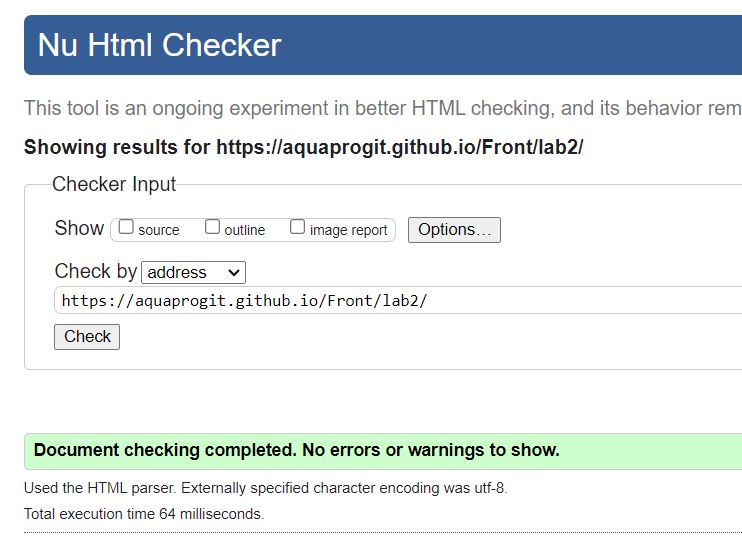 Nu Html Checker
This tool is an ongoing experiment in better HTML checking, and its behavior rem
Showing results for https://aquaprogit.github.io/Front/lab2/
Checker Input
Show source outline image report Options...
Check by address
https://aquaprogit.github.io/Front/lab2/
Check
Document checking completed. No errors or warnings to show.
Used the HTML parser. Externally specified character encoding was utf-8.
Total execution time 64 milliseconds.